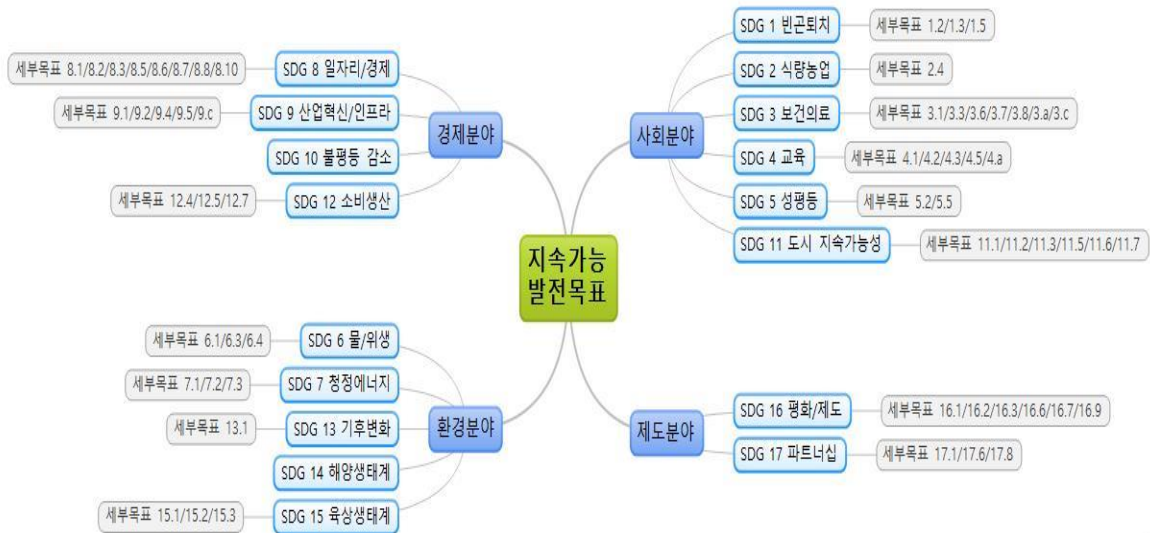 지속가능
발전목표
경제분야
SDG 8 일자리/경제
세부목표 8.1/8.2/8.3/8.5/8.6/8.7/8.8/8.10
SDG 9 산업혁신/인프라
세부목표 9.1/9.2/9.4/9.5/9.c
SDG 10 불평등 감소
SDG 12 소비생산
세부목표 12.4/12.5/12.7
사회분야
SDG 1 빈곤퇴치
세부목표 1.2/1.3/1.5
SDG 2 식량농업
세부목표 2.4
SDG 3 보건의료
세부목표 3.1/3.3/3.6/3.7/3.8/3.a/3.c
SDG 4 교육
세부목표 4.1/4.2/4.3/4.5/4.a
SDG 5 성평등
세부목표 5.2/5.5
SDG 11 도시 지속가능성
세부목표 11.1/11.2/11.3/11.5/11.6/11.7
환경분야
SDG 6 물/위생
세부목표 6.1/6.3/6.4
SDG 7 청정에너지
세부목표 7.1/7.2/7.3
SDG 13 기후변화
세부목표 13.1
SDG 14 해양생태계
SDG 15 육상생태계
세부목표 15.1/15.2/15.3
제도분야
SDG 16 평화/제도
세부목표 16.1/16.2/16.3/16.6/16.7/16.9
SDG 17 파트너십
세부목표 17.1/17.6/17.8